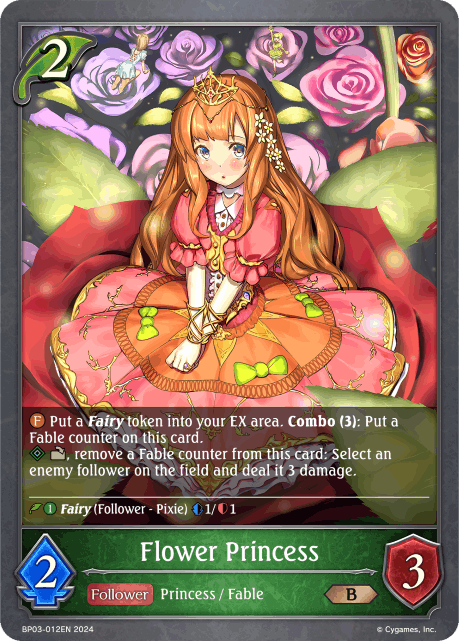 2
F Put a Fairy token into your EX area. Combo (3): Put a
Fable counter on this card.
, remove a Fable counter from this card: Select an
enemy follower on the field and deal it 3 damage.
1 Fairy (Follower - Pixie) 1/ 1
Flower Princess
2
Follower Princess / Fable
B
3
BP03-012EN 2024
© Cygames, Inc.